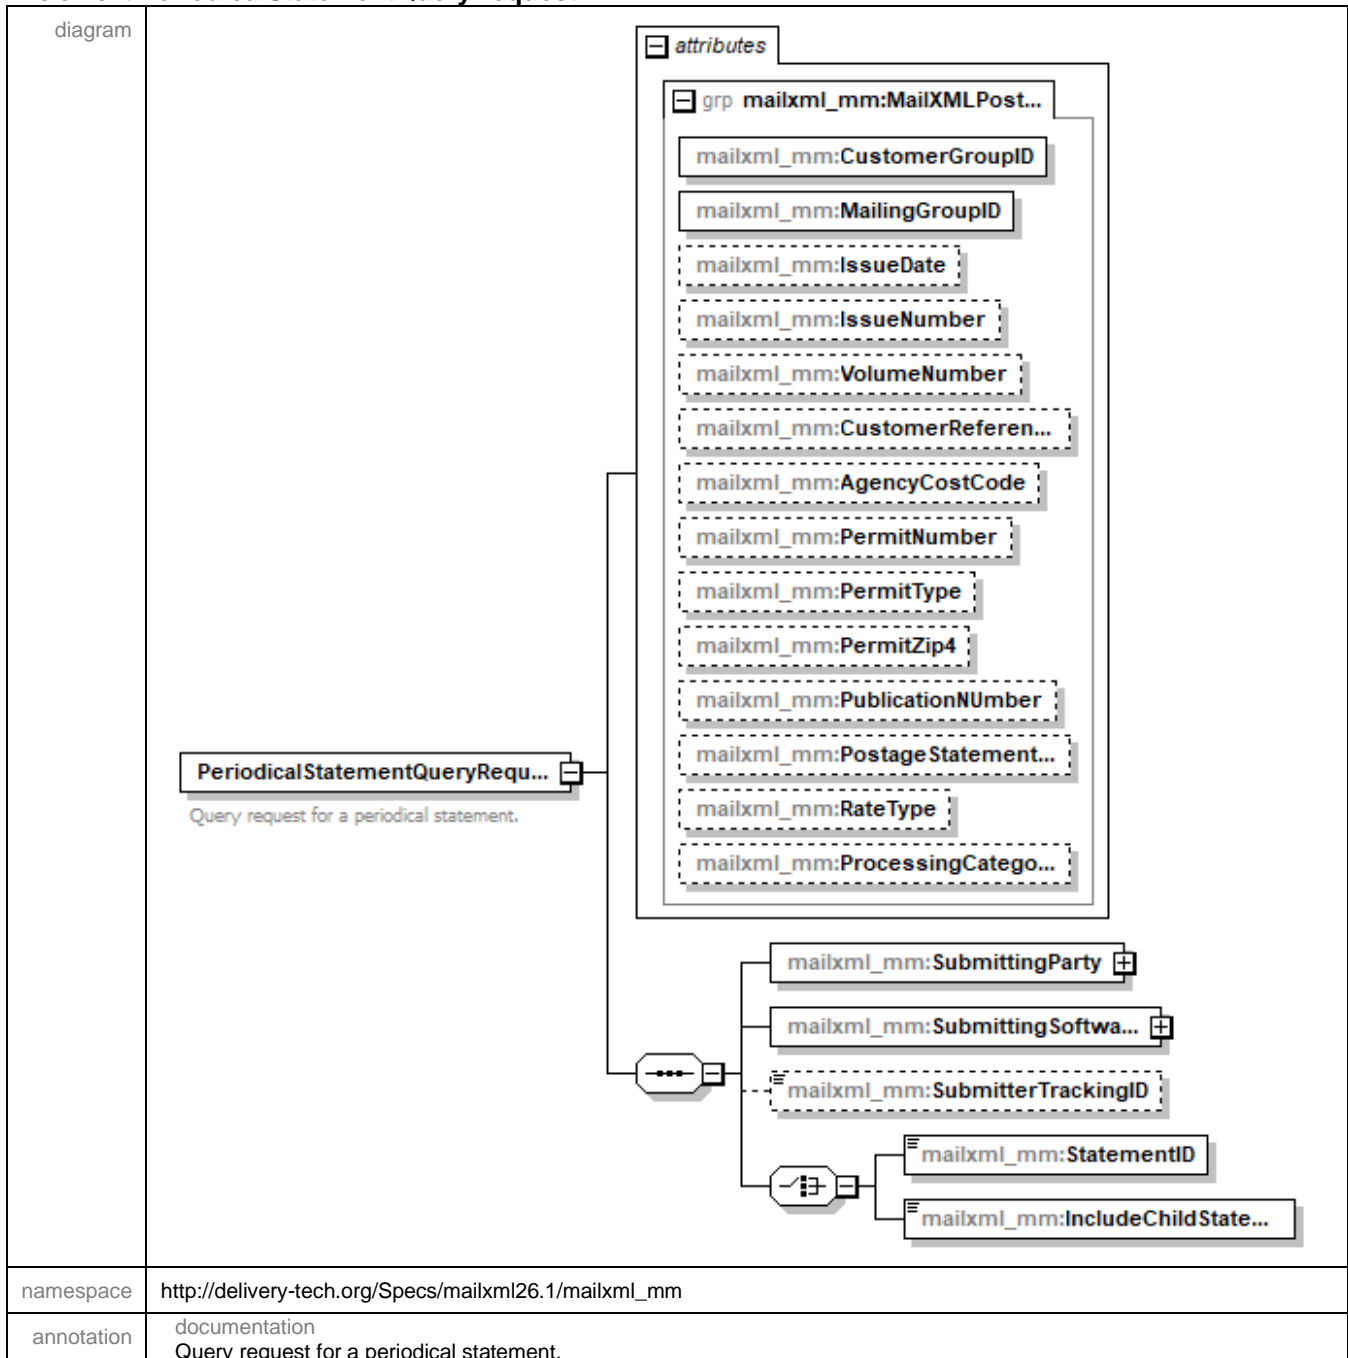 diagram
attributes
grp mailxml_mm:MailXMLPost...
mailxml_mm:CustomerGroupID
mailxml_mm:MailingGroupID
mailxml_mm:IssueDate
mailxml_mm:IssueNumber
mailxml_mm:VolumeNumber
mailxml_mm:CustomerReferen...
mailxml_mm:AgencyCostCode
mailxml_mm:PermitNumber
mailxml_mm:PermitType
mailxml_mm:PermitZip4
mailxml_mm:PublicationNUmber
mailxml_mm:PostageStatement...
mailxml_mm:RateType
mailxml_mm:ProcessingCatego...
PeriodicalStatementQueryRequ...
Query request for a periodical statement.
mailxml_mm:SubmittingParty
mailxml_mm:SubmittingSoftwa...
mailxml_mm:SubmitterTrackingID
mailxml_mm:StatementID
mailxml_mm:IncludeChildState...
namespace http://delivery-tech.org/Specs/mailxml26.1/mailxml_mm
annotation documentation
Query request for a periodical statement.